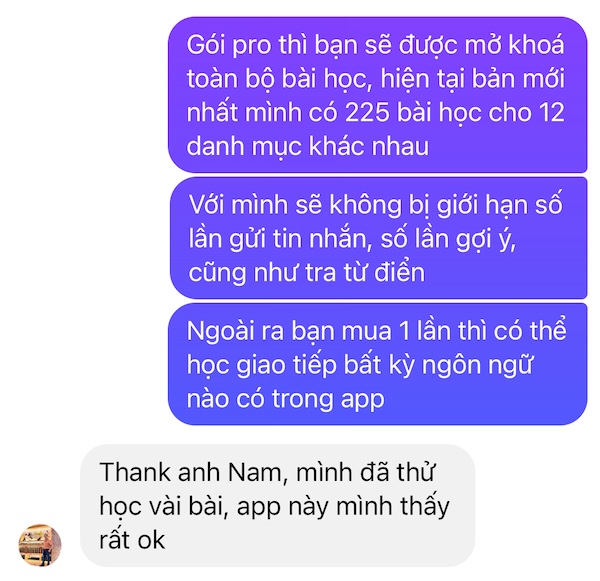 Gói pro thì bạn sẽ được mở khoá
toàn bộ bài học, hiện tại bản mới
nhất mình có 225 bài học cho 12
danh mục khác nhau
Với mình sẽ không bị giới hạn số
lần gửi tin nhắn, số lần gợi ý,
cũng như tra từ điển
Ngoài ra bạn mua 1 lần thì có thể
học giao tiếp bất kỳ ngôn ngữ
nào có trong app
Thank anh Nam, mình đã thử
học vài bài, app này mình thấy
rất ok